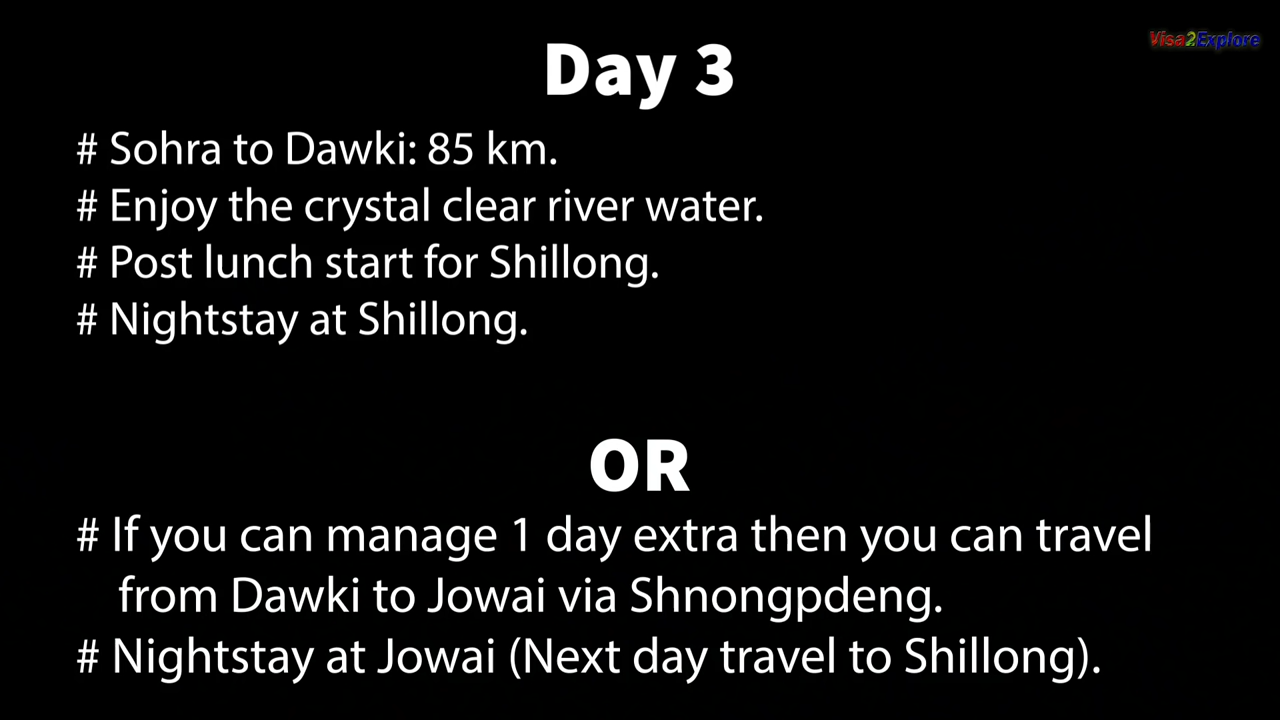 Visa2Explore
Day 3
# Sohra to Dawki: 85 km.
# Enjoy the crystal clear river water.
# Post lunch start for Shillong.
# Nightstay at Shillong.
OR
# If you can manage 1 day extra then you can travel
from Dawki to Jowai via Shnongpdeng.
# Nightstay at Jowai (Next day travel to Shillong).